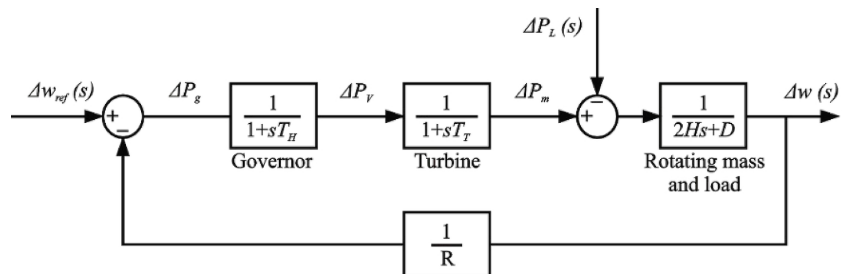 ΔP_L (s)
Δw_ref (s)
ΔP_g
ΔP_V
ΔP_m
Δw (s)
+
−
1
1+sT_H
1
1+sT_T
+
−
1
2Hs+D
Governor
Turbine
Rotating mass
and load
1
R